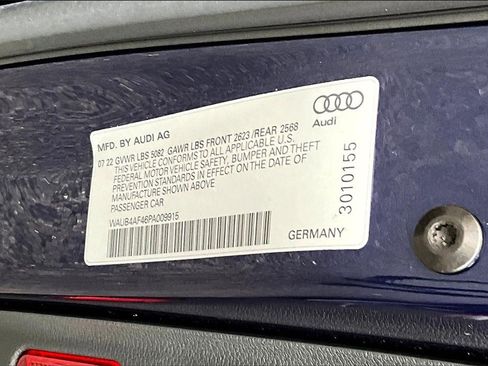 MFD. BY AUDI AG
07 22 GVWR LBS 5082 GAWR LBS FRONT 2623 /REAR 2568
THIS VEHICLE CONFORMS TO ALL APPLICABLE U.S.
FEDERAL MOTOR VEHICLE SAFETY, BUMPER AND THEFT
PREVENTION STANDARDS IN EFFECT ON THE DATE OF
MANUFACTURE SHOWN ABOVE.
PASSENGER CAR
WAUB4AF46PA009915
GERMANY
Audi
3010155